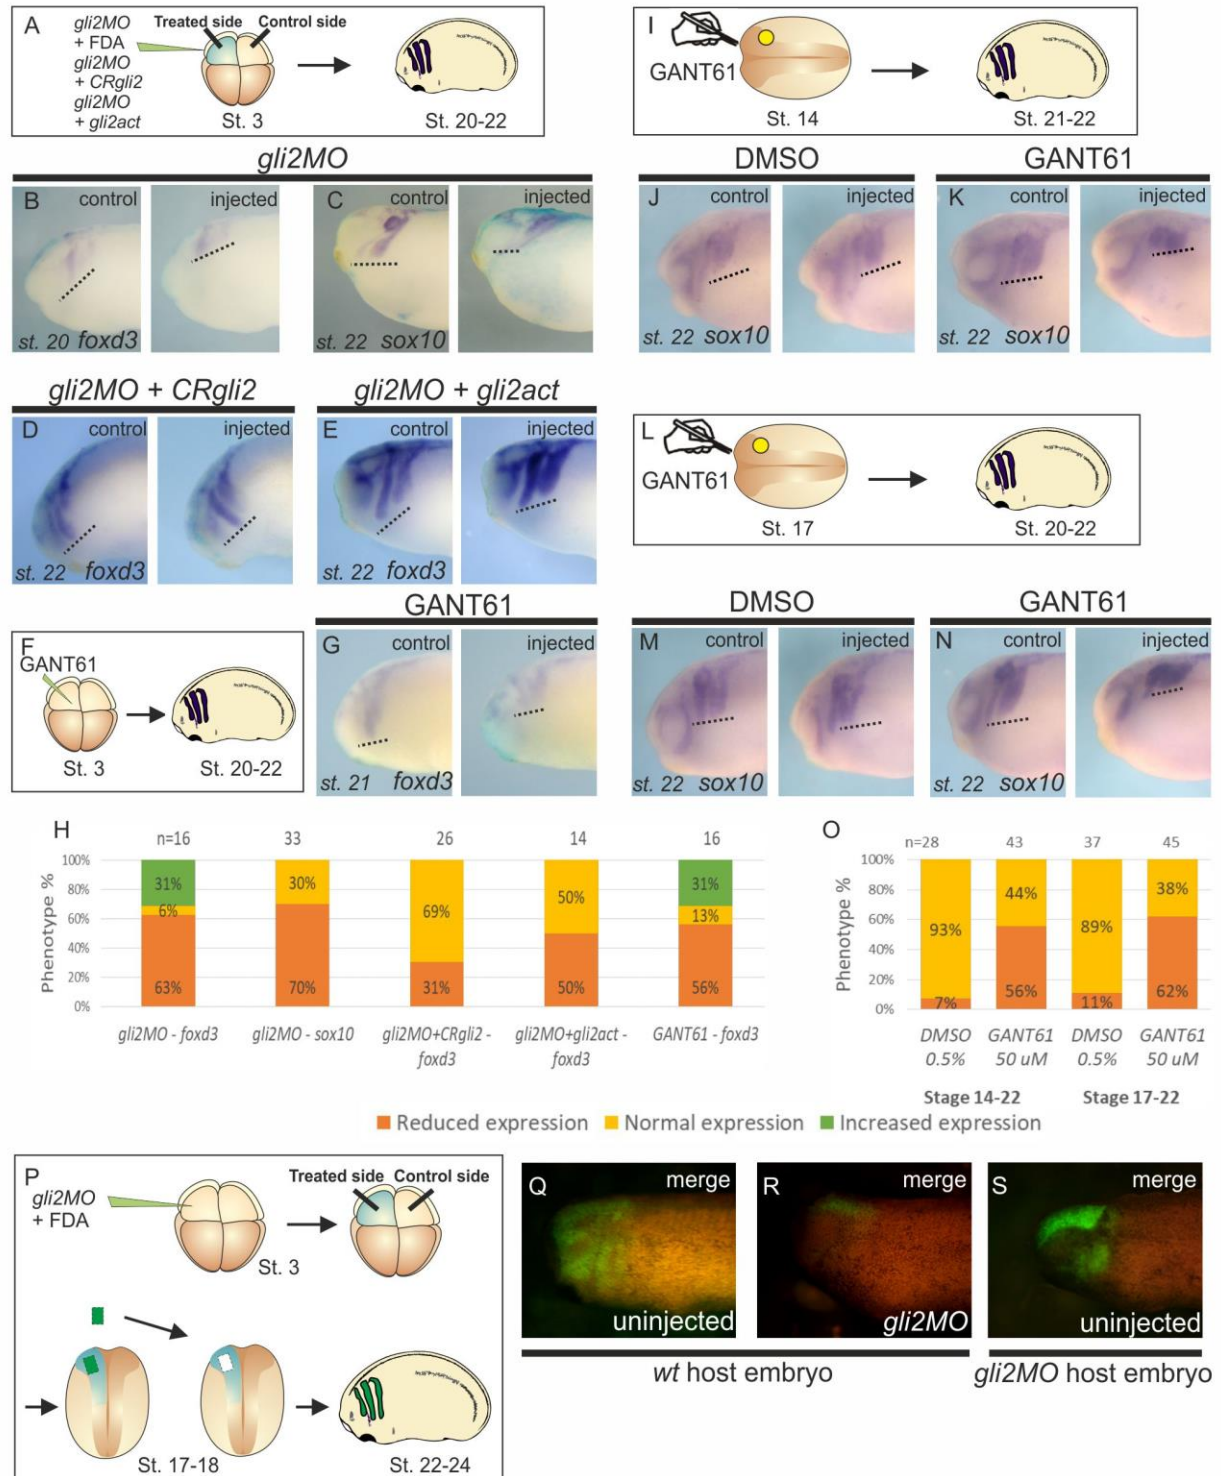 A
gli2MO
+ FDA
gli2MO
+ CRgli2
gli2MO
+ gli2act
Treated side Control side
St. 3
St. 20-22
I
GANT61
St. 14
St. 21-22
gli2MO
DMSO
GANT61
B control
injected
C control
injected
st. 20 foxd3
st. 22 sox10
J control
injected
K control
injected
st. 22 sox10
st. 22 sox10
gli2MO + CRgli2
gli2MO + gli2act
D control
injected
E control
injected
st. 22 foxd3
st. 22 foxd3
L
GANT61
St. 17
St. 20-22
F
GANT61
St. 3
St. 20-22
GANT61
G control
injected
st. 21 foxd3
DMSO
GANT61
M control
injected
N control
injected
st. 22 sox10
st. 22 sox10
H
n=16 33 26 14 16
Phenotype %
100%
80%
60%
40%
20%
0%
31%
6%
63%
30%
70%
69%
31%
50%
50%
31%
13%
56%
gli2MO - foxd3
gli2MO - sox10
gli2MO+CRgli2 -
foxd3
gli2MO+gli2act -
foxd3
GANT61 - foxd3
O
n=28 43 37 45
Phenotype %
100%
80%
60%
40%
20%
0%
93%
7%
44%
56%
89%
11%
38%
62%
DMSO GANT61 DMSO GANT61
0.5% 50 uM 0.5% 50 uM
Stage 14-22 Stage 17-22
Reduced expression Normal expression Increased expression
P
gli2MO
+ FDA
St. 3
Treated side Control side
St. 17-18
St. 22-24
Q merge
uninjected
R merge
gli2MO
S merge
uninjected
wt host embryo
gli2MO host embryo